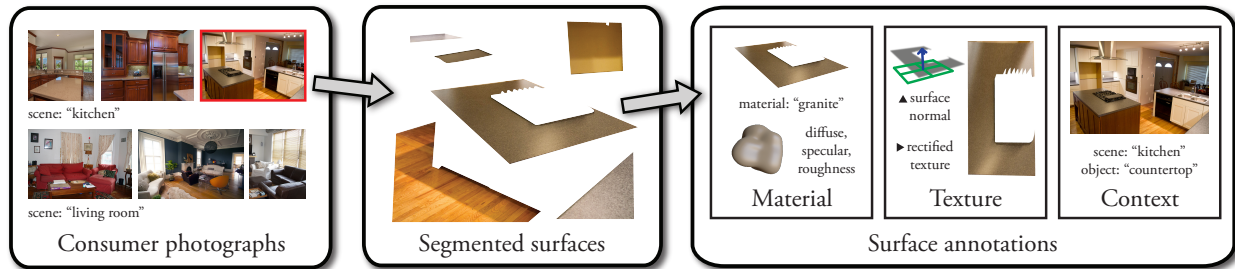 scene: “kitchen”
scene: “living room”
Consumer photographs
Segmented surfaces
material: “granite”
diffuse,
specular,
roughness
Material
▲ surface
normal
▶ rectified
texture
Texture
scene: “kitchen”
object: “countertop”
Context
Surface annotations